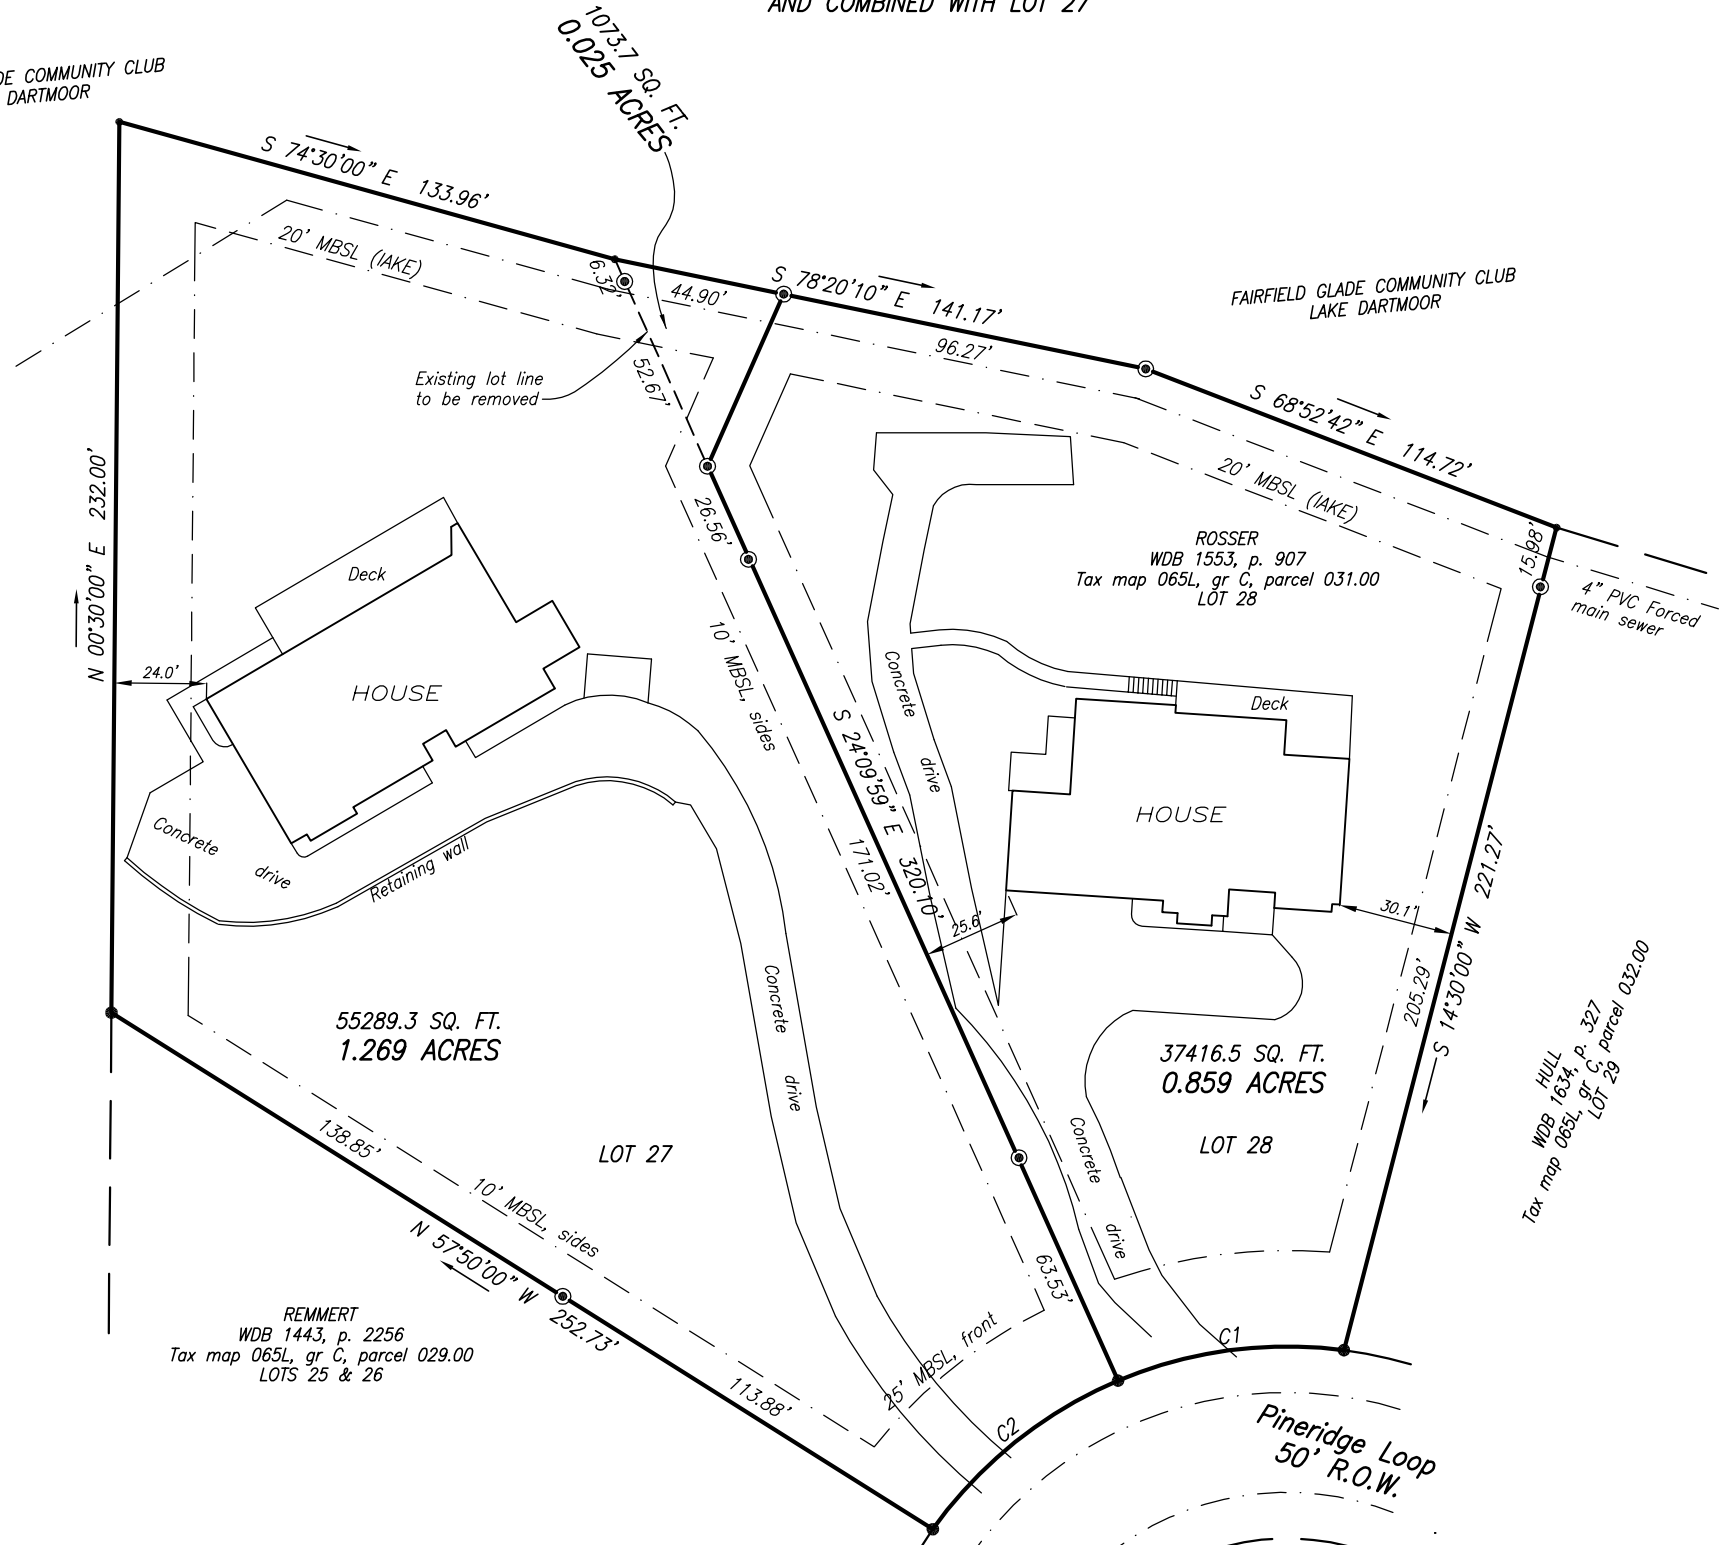 AND COMBINED WITH LOT 27
1073.7 SQ. FT.
0.025 ACRES
DE COMMUNITY CLUB
DARTMOOR
S 74°30'00" E 133.96'
20' MBSL (lAKE)
6.32'
44.90'
S 78°20'10" E 141.17'
96.27'
FAIRFIELD GLADE COMMUNITY CLUB
LAKE DARTMOOR
Existing lot line
to be removed
52.67'
S 68°52'42" E 114.72'
20' MBSL (lAKE)
N 00°30'00" E 232.00'
26.56'
ROSSER
WDB 1553, p. 907
Tax map 065L, gr C, parcel 031.00
LOT 28
15.98'
4" PVC Forced
main sewer
Deck
24.0'
HOUSE
10' MBSL, sides
Concrete
drive
Deck
HOUSE
S 24°09'59" E 320.10'
171.02'
25.6'
30.1'
S 14°30'00" W 221.27'
205.29'
Concrete
drive
Retaining wall
HULL
WDB 1634, p. 327
Tax map 065L, gr C, parcel 032.00
LOT 29
Concrete
drive
55289.3 SQ. FT.
1.269 ACRES
37416.5 SQ. FT.
0.859 ACRES
138.85'
LOT 27
LOT 28
Concrete
drive
10' MBSL, sides
N 57°50'00" W 252.73'
63.53'
REMMERT
WDB 1443, p. 2256
Tax map 065L, gr C, parcel 029.00
LOTS 25 & 26
25' MBSL, front
113.88'
C1
C2
Pineridge Loop
50' R.O.W.